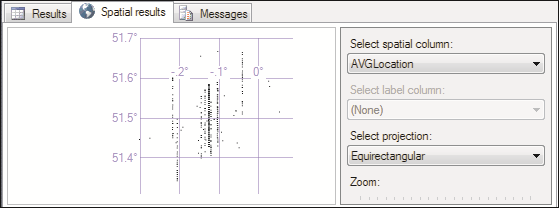 Results
Spatial results
Messages
51.7°
51.6°
51.5°
51.4°
-.2°
-.1°
0°
Select spatial column:
AVGLocation
Select label column:
(None)
Select projection:
Equirectangular
Zoom: